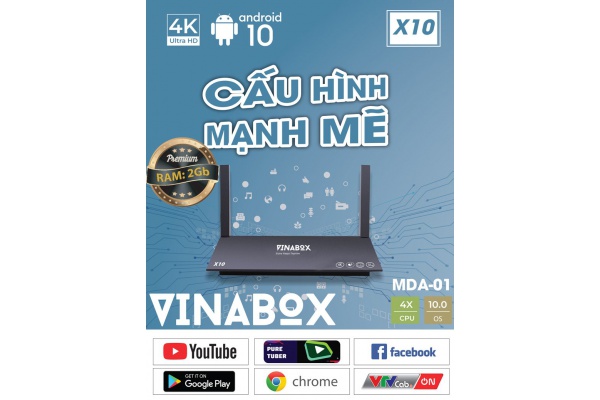 4K
Ultra HD
android
10
X10
CẤU HÌNH
MẠNH MẼ
Premium
RAM: 2Gb
VINABOX
X10
MDA-01
VINABOX
4X
CPU
10.0
OS
YouTube
PURE
TUBER
facebook
GET IT ON
Google Play
chrome
VTVCab
ON